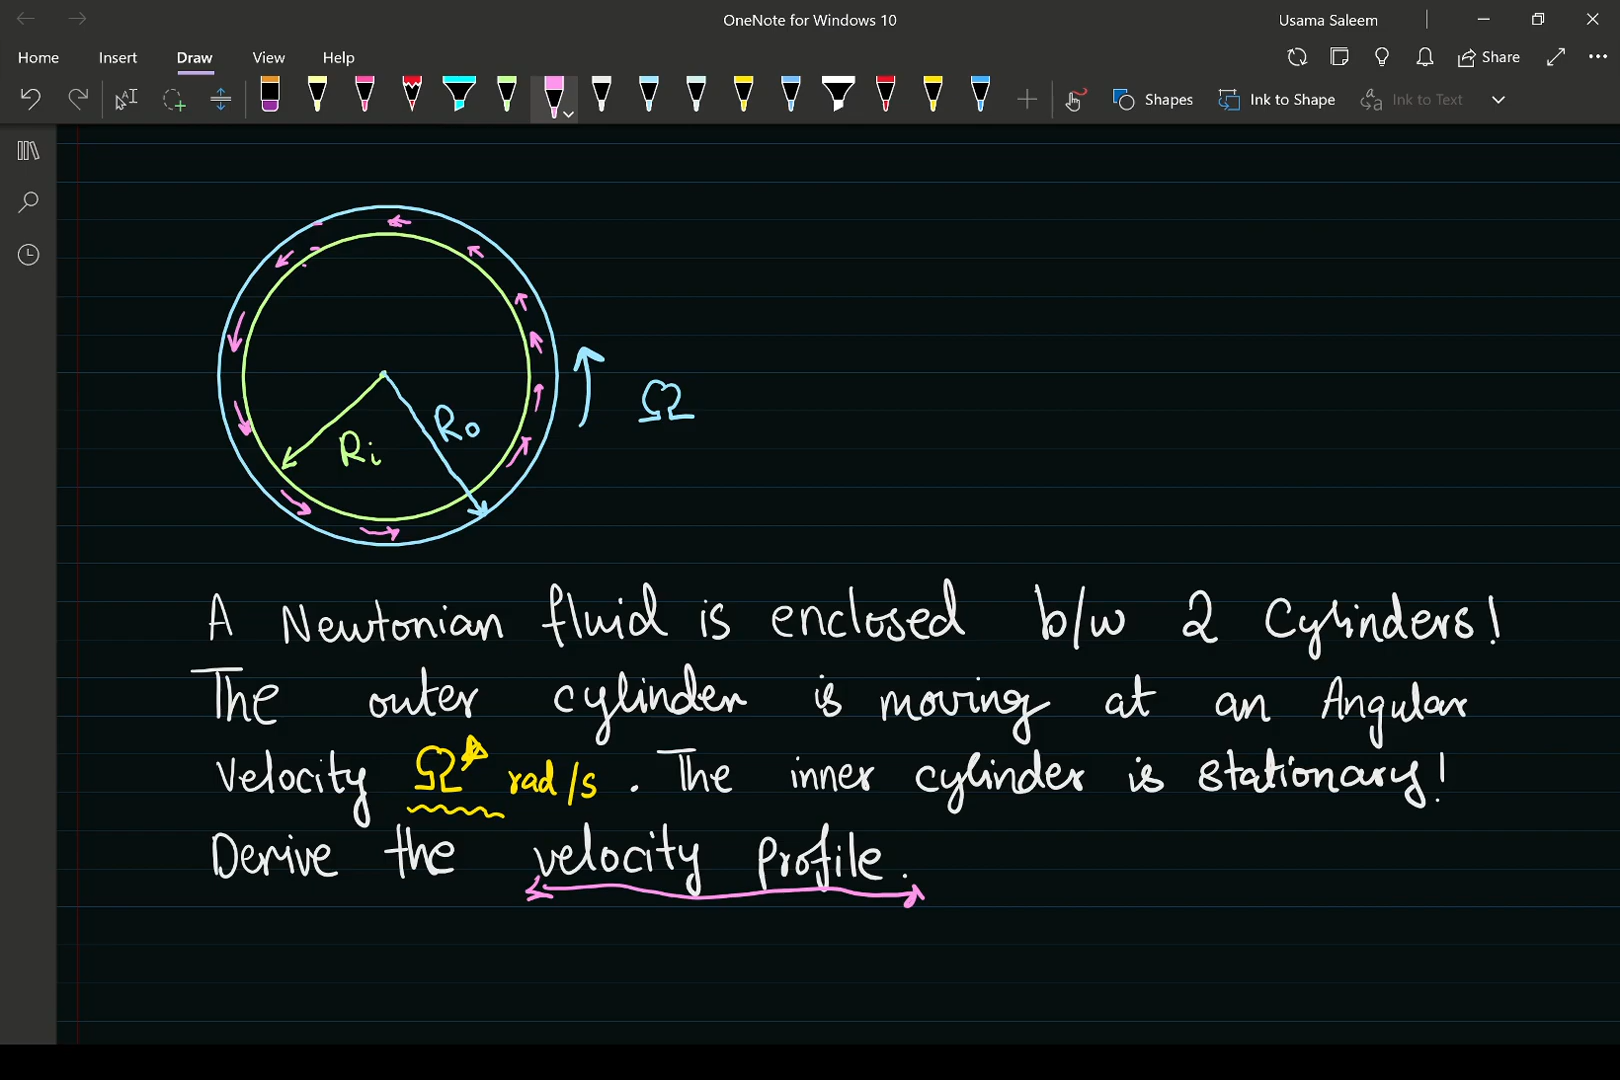 OneNote for Windows 10
Usama Saleem
Home Insert Draw View Help
Share
Shapes Ink to Shape Ink to Text
Ro
Ri
Ω
A Newtonian fluid is enclosed b/w 2 Cylinders!
The outer cylinder is moving at an Angular
Velocity Ω rad/s. The inner cylinder is stationary!
Derive the velocity Profile.